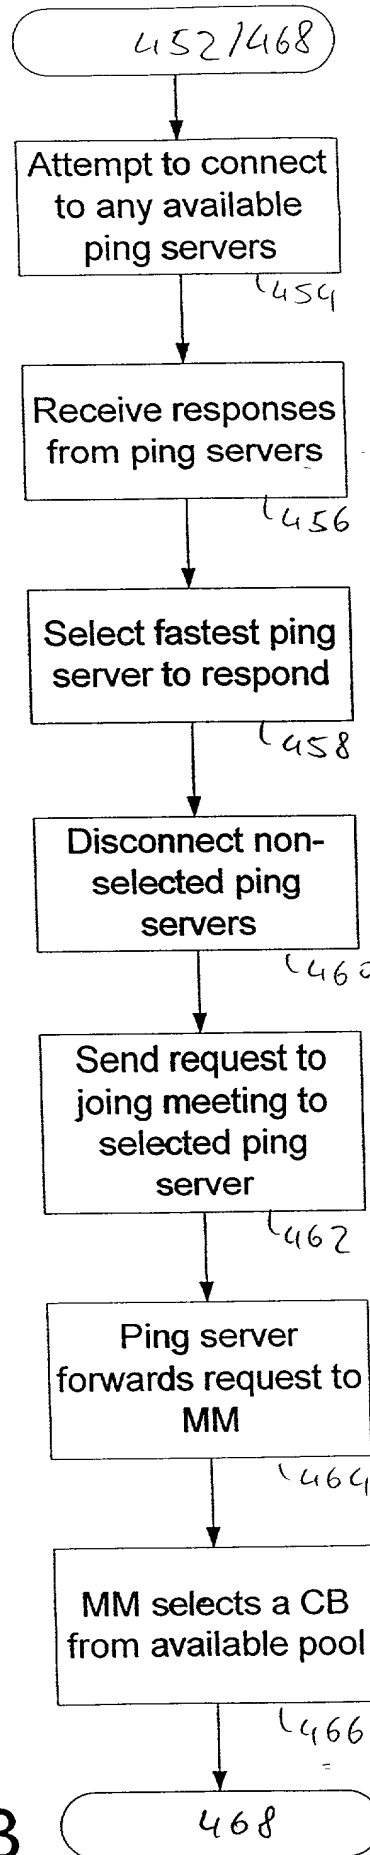 452/468
Attempt to connect
to any available
ping servers
454
Receive responses
from ping servers
456
Select fastest ping
server to respond
458
Disconnect non-
selected ping
servers
460
Send request to
joing meeting to
selected ping
server
462
Ping server
forwards request to
MM
464
MM selects a CB
from available pool
466
468
B